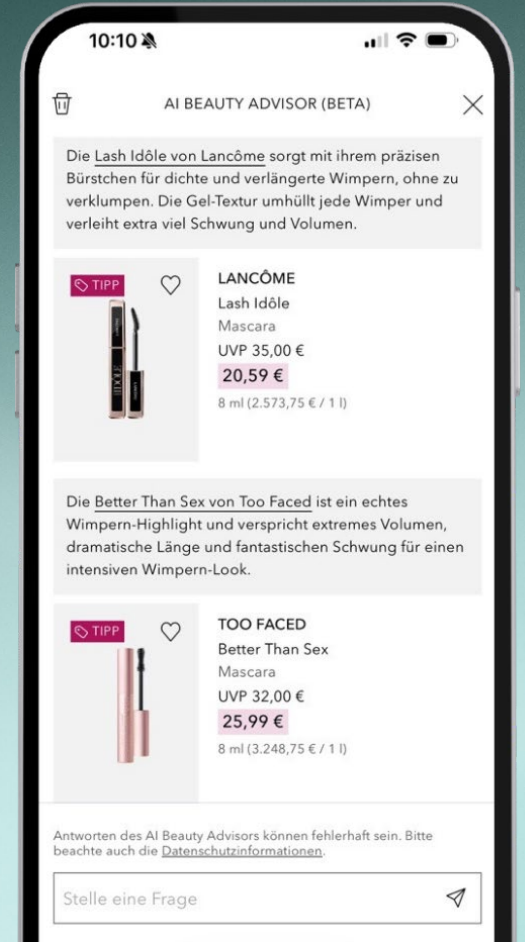 10:10
AI BEAUTY ADVISOR (BETA)
Die Lash Idôle von Lancôme sorgt mit ihrem präzisen
Bürstchen für dichte und verlängerte Wimpern, ohne zu
verklumpen. Die Gel-Textur umhüllt jede Wimper und
verleiht extra viel Schwung und Volumen.
TIPP
LANCÔME
Lash Idôle
Mascara
UVP 35,00 €
20,59 €
8 ml (2.573,75 € / 1 l)
Die Better Than Sex von Too Faced ist ein echtes
Wimpern-Highlight und verspricht extremes Volumen,
dramatische Länge und fantastischen Schwung für einen
intensiven Wimpern-Look.
TIPP
TOO FACED
Better Than Sex
Mascara
UVP 32,00 €
25,99 €
8 ml (3.248,75 € / 1 l)
Antworten des AI Beauty Advisors können fehlerhaft sein. Bitte
beachte auch die Datenschutzinformationen.
Stelle eine Frage